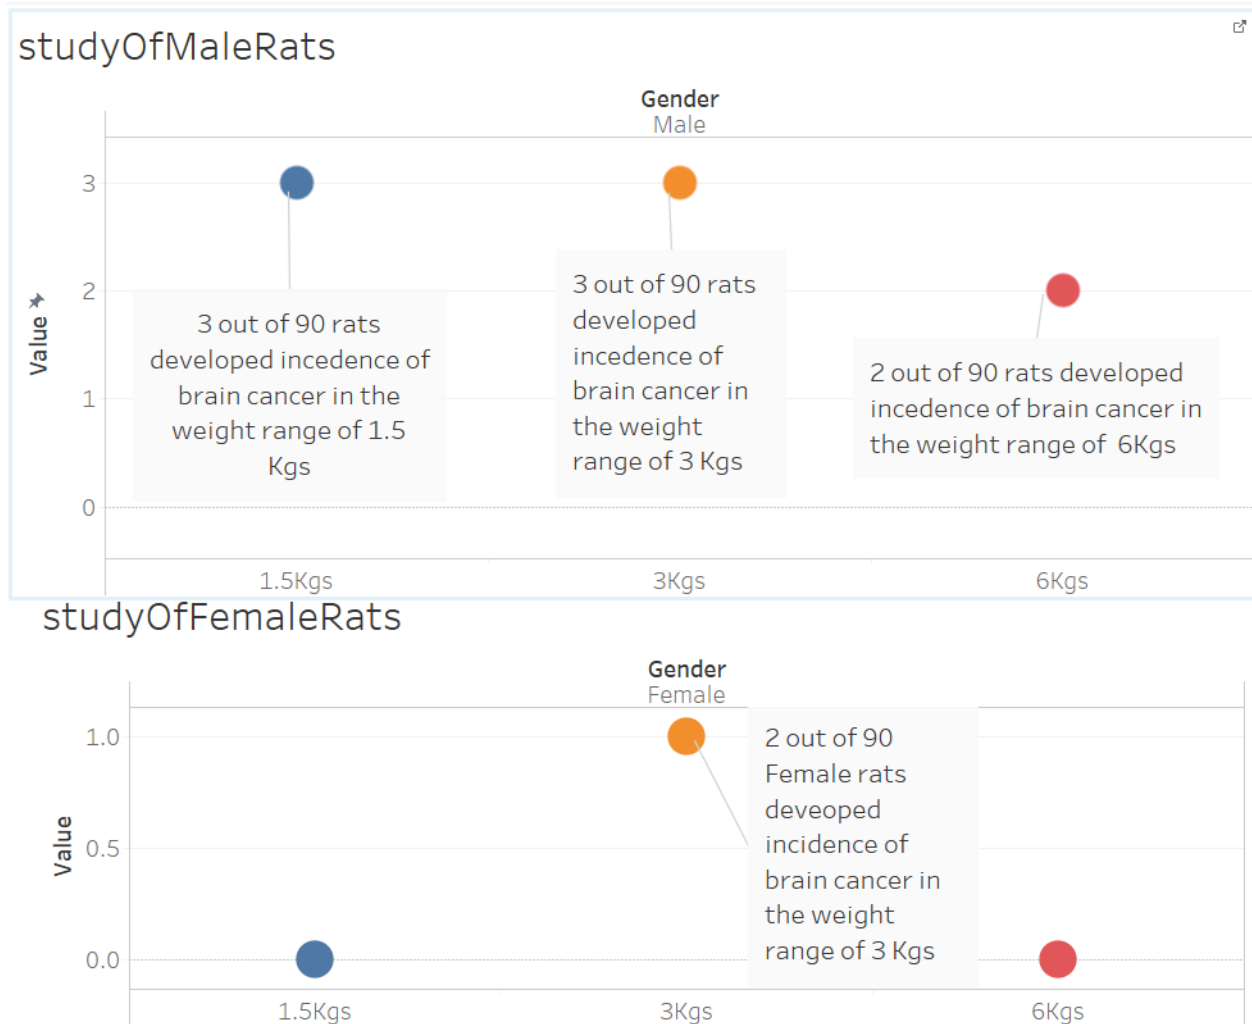 studyOfMaleRats
Gender
Male
3
2
1
0
Value
3 out of 90 rats
developed incedence of
brain cancer in the
weight range of 1.5
Kgs
3 out of 90 rats
developed
incedence of
brain cancer in
the weight
range of 3 Kgs
2 out of 90 rats developed
incedence of brain cancer in
the weight range of  6Kgs
1.5Kgs
3Kgs
6Kgs
studyOfFemaleRats
Gender
Female
1.0
0.5
0.0
Value
2 out of 90
Female rats
deveoped
incidence of
brain cancer in
the weight
range of 3 Kgs
1.5Kgs
3Kgs
6Kgs